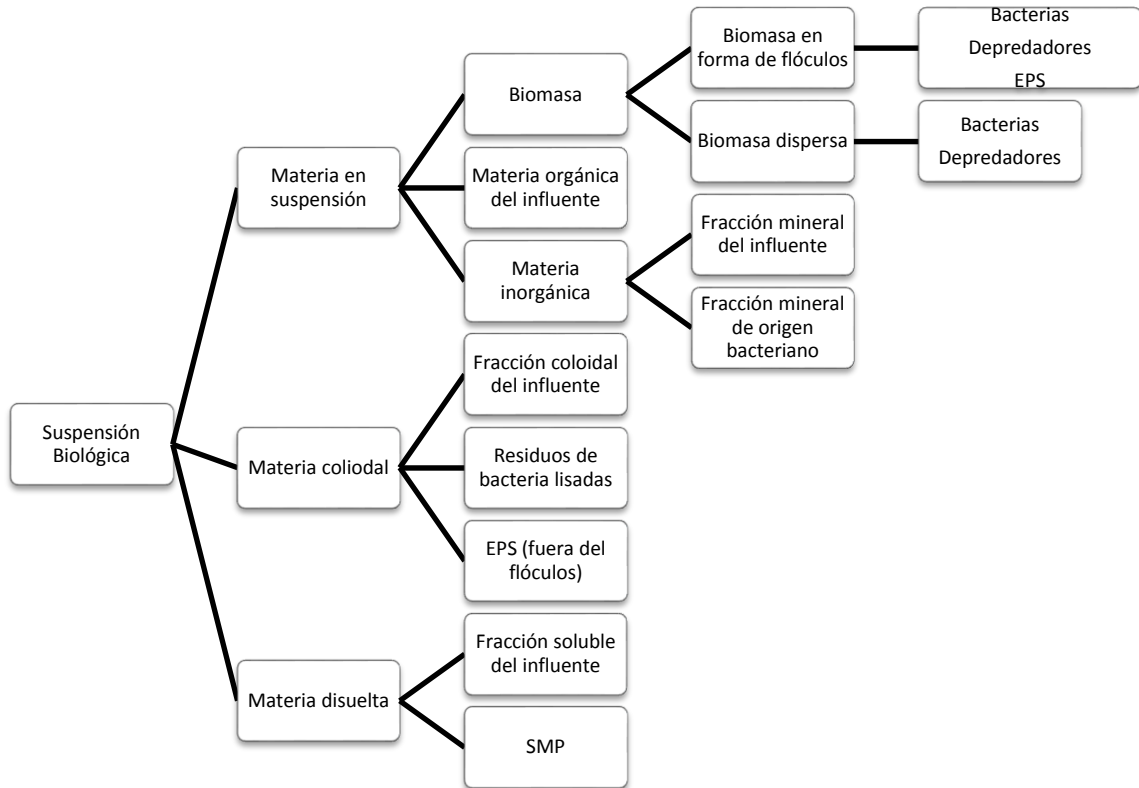 Suspensión
Biológica
Materia en
suspensión
Biomasa
Biomasa en
forma de flóculos
Bacterias
Depredadores
EPS
Biomasa dispersa
Bacterias
Depredadores
Materia orgánica
del influente
Materia
inorgánica
Fracción mineral
del influente
Fracción mineral
de origen
bacteriano
Materia coliodal
Fracción coloidal
del influente
Residuos de
bacteria lisadas
EPS (fuera del
flóculos)
Materia disuelta
Fracción soluble
del influente
SMP